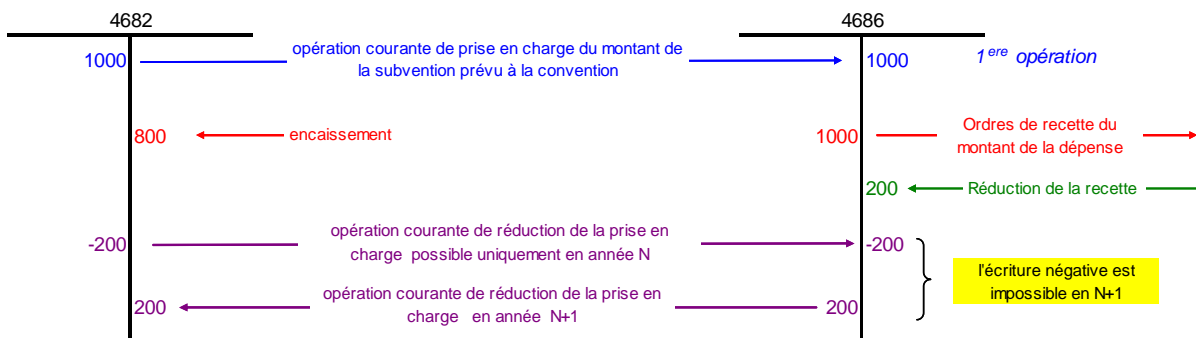 4682 4686
1000 opération courante de prise en charge du montant de 1000 1ere opération
la subvention prévu à la convention
800 encaissement 1000 Ordres de recette du
montant de la dépense
200 Réduction de la recette
-200 opération courante de réduction de la prise en -200
charge possible uniquement en année N
l'écriture négative est
impossible en N+1
200 opération courante de réduction de la prise en 200
charge en année N+1